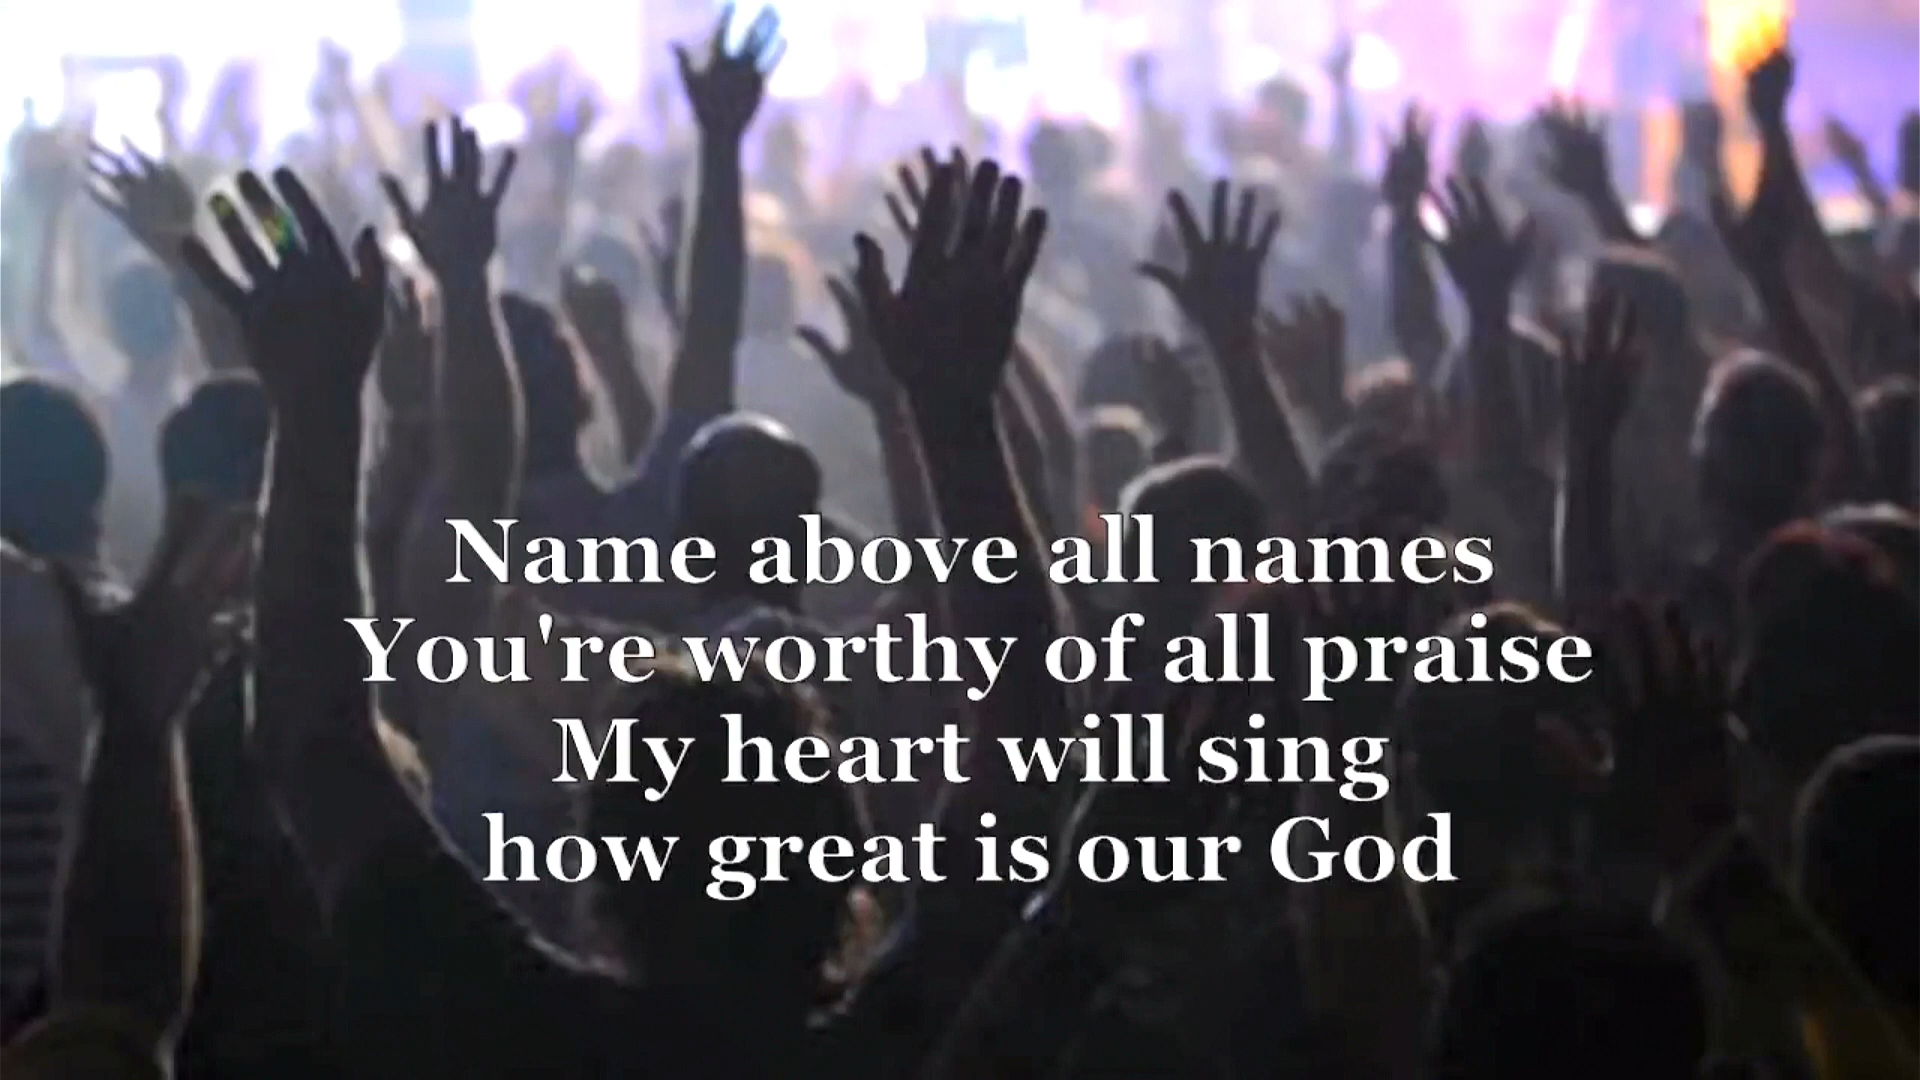 Name above all names
You're worthy of all praise
My heart will sing
how great is our God